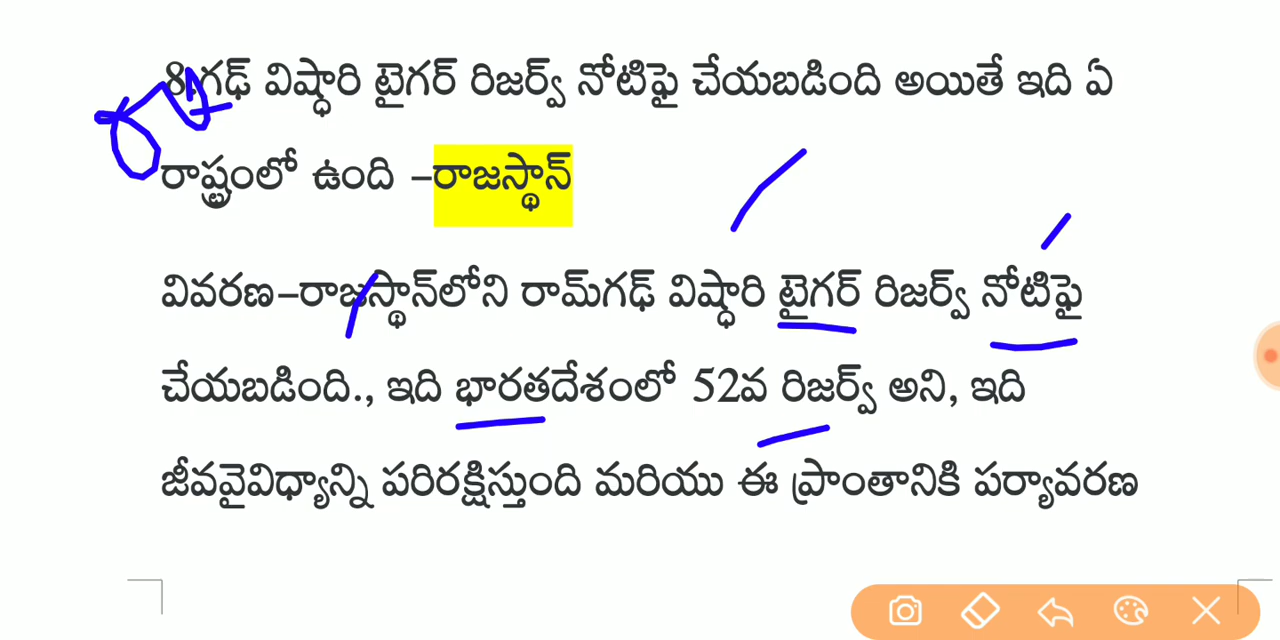 8.గఢ్ విష్ధారి టైగర్ రిజర్వ్ నోటిఫై చేయబడింది అయితే ఇది ఏ
రాష్ట్రంలో ఉంది –రాజస్థాన్
వివరణ–రాజస్థాన్‌లోని రామ్‌గఢ్ విష్ధారి టైగర్ రిజర్వ్ నోటిఫై
చేయబడింది., ఇది భారతదేశంలో 52వ రిజర్వ్ అని, ఇది
జీవవైవిధ్యాన్ని పరిరక్షిస్తుంది మరియు ఈ ప్రాంతానికి పర్యావరణ